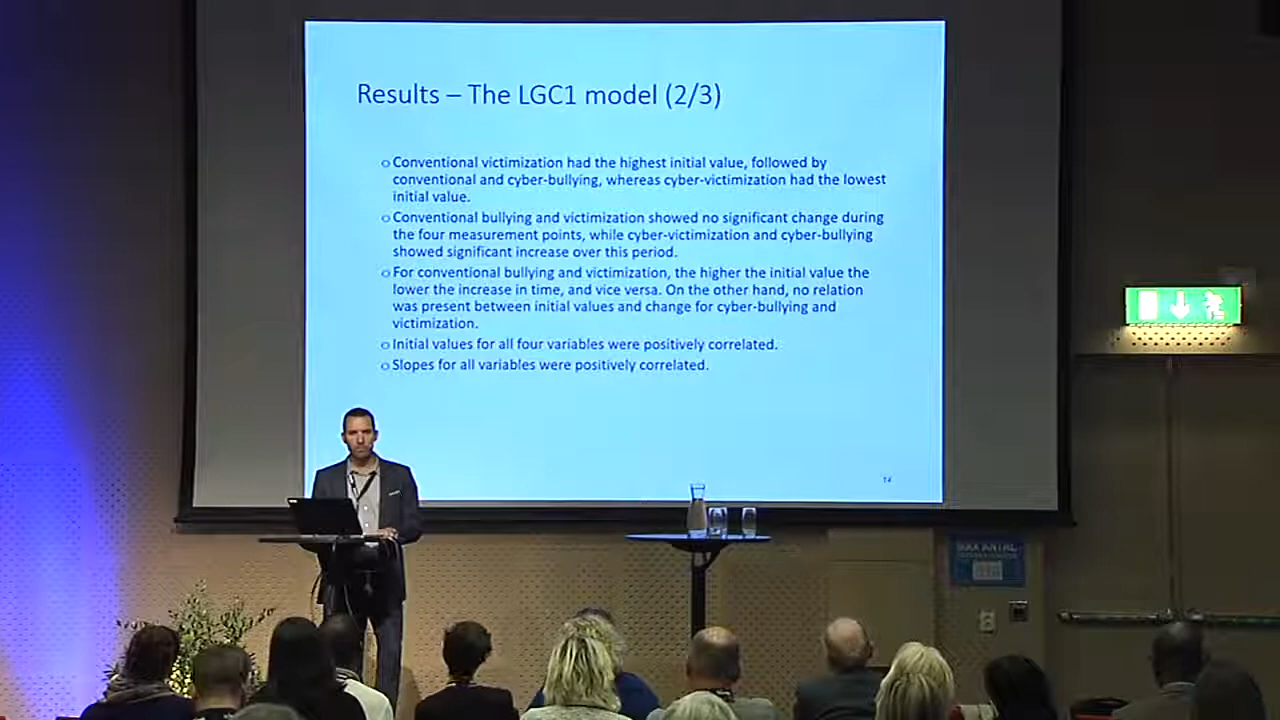 Results – The LGC1 model (2/3)
o Conventional victimization had the highest initial value, followed by
conventional and cyber-bullying, whereas cyber-victimization had the lowest
initial value.
o Conventional bullying and victimization showed no significant change during
the four measurement points, while cyber-victimization and cyber-bullying
showed significant increase over this period.
o For conventional bullying and victimization, the higher the initial value the
lower the increase in time, and vice versa. On the other hand, no relation
was present between initial values and change for cyber-bullying and
victimization.
o Initial values for all four variables were positively correlated.
o Slopes for all variables were positively correlated.
14
MAX ANTAL